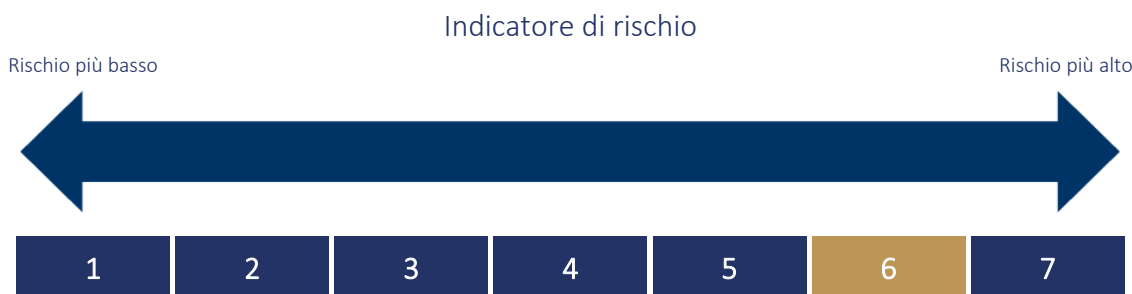 Indicatore di rischio
Rischio più basso Rischio più alto
1 2 3 4 5 6 7